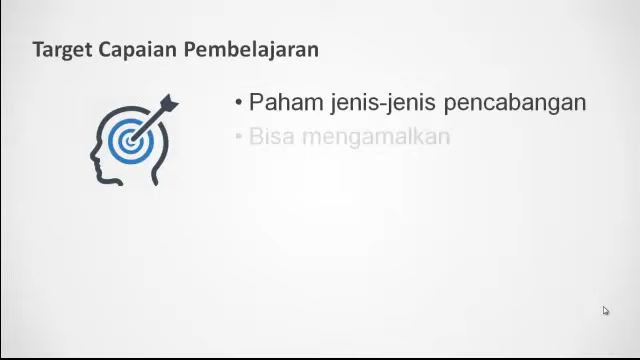 Target Capaian Pembelajaran
• Paham jenis-jenis pencabangan
• Bisa mengamalkan